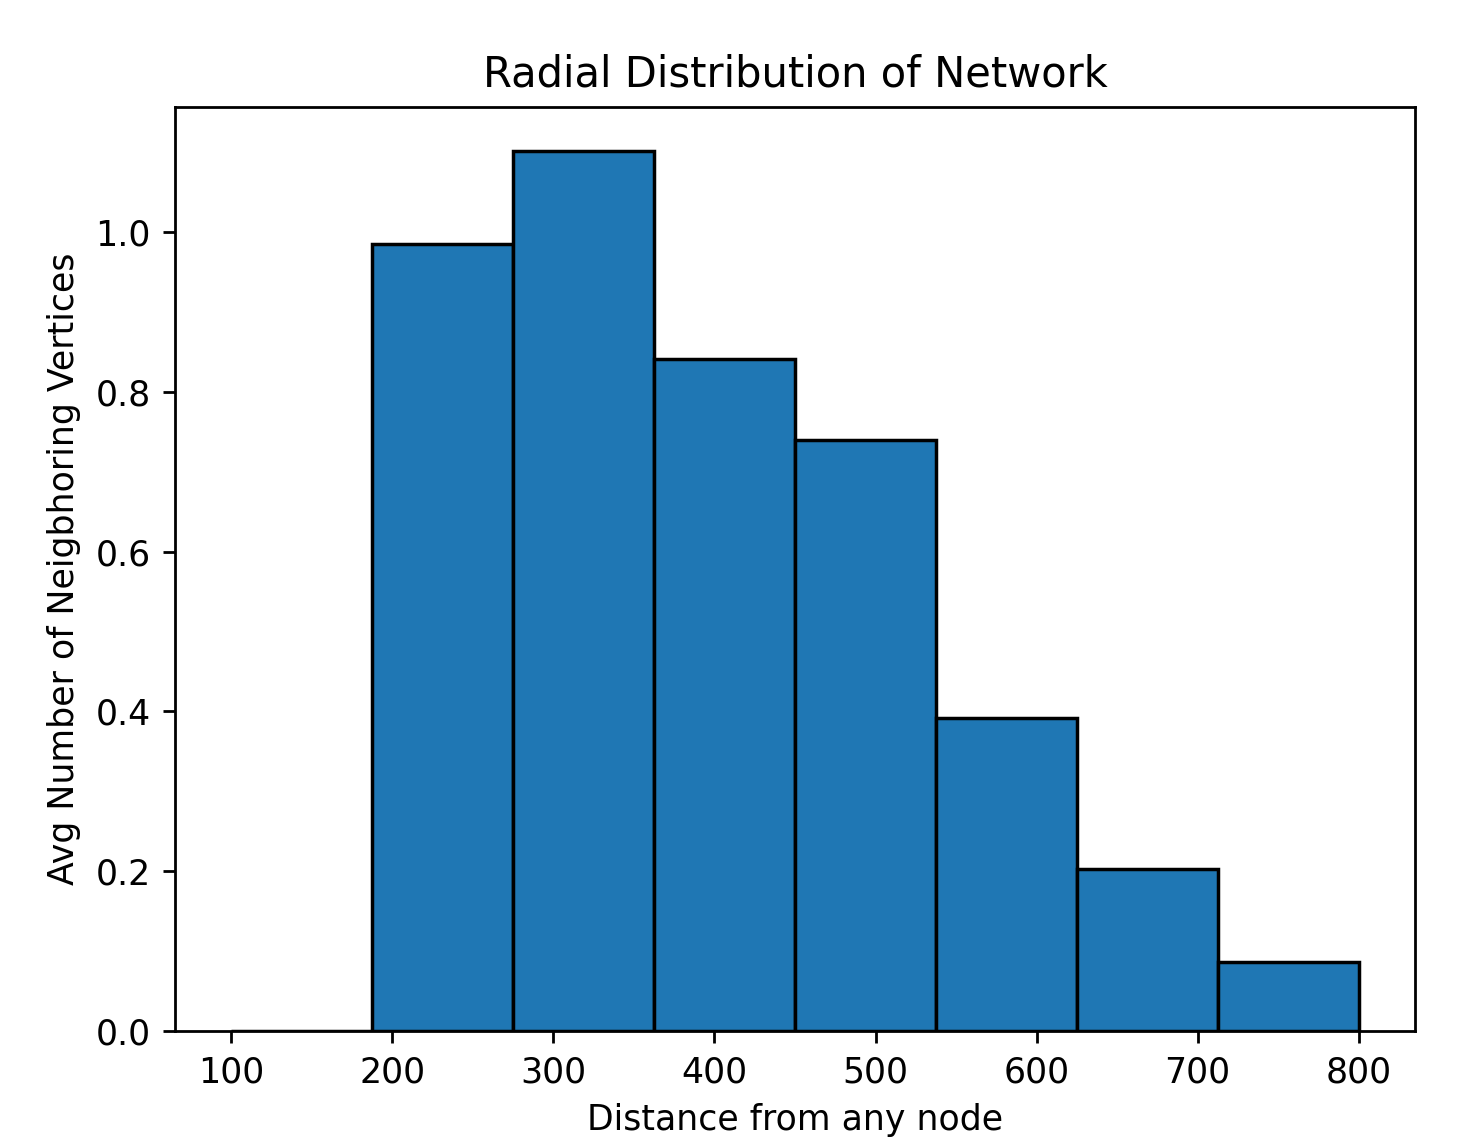 Radial Distribution of Network
Avg Number of Neigbhoring Vertices
1.0
0.8
0.6
0.4
0.2
0.0
100 200 300 400 500 600 700 800
Distance from any node